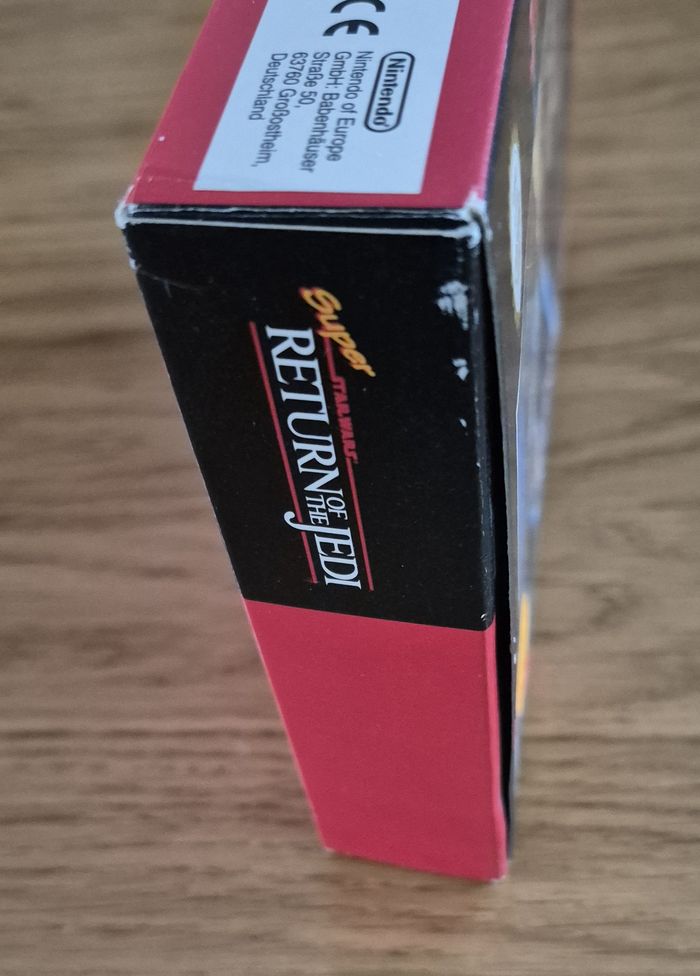 CE
Nintendo
Nintendo of Europe
GmbH: Babenhäuser
Straße 50,
63760 Großostheim,
Deutschland
Super
STAR WARS
RETURN OF THE JEDI